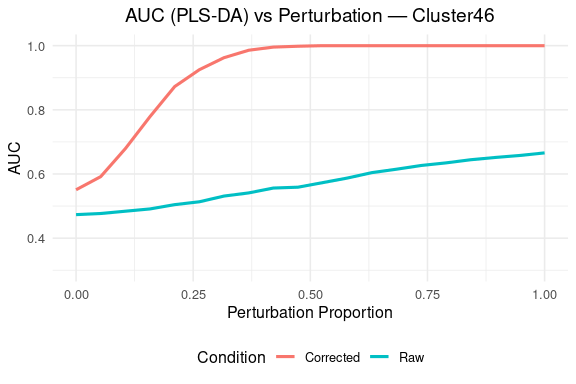 AUC (PLS-DA) vs Perturbation — Cluster46
AUC
1.0
0.8
0.6
0.4
0.00 0.25 0.50 0.75 1.00
Perturbation Proportion
Condition Corrected Raw